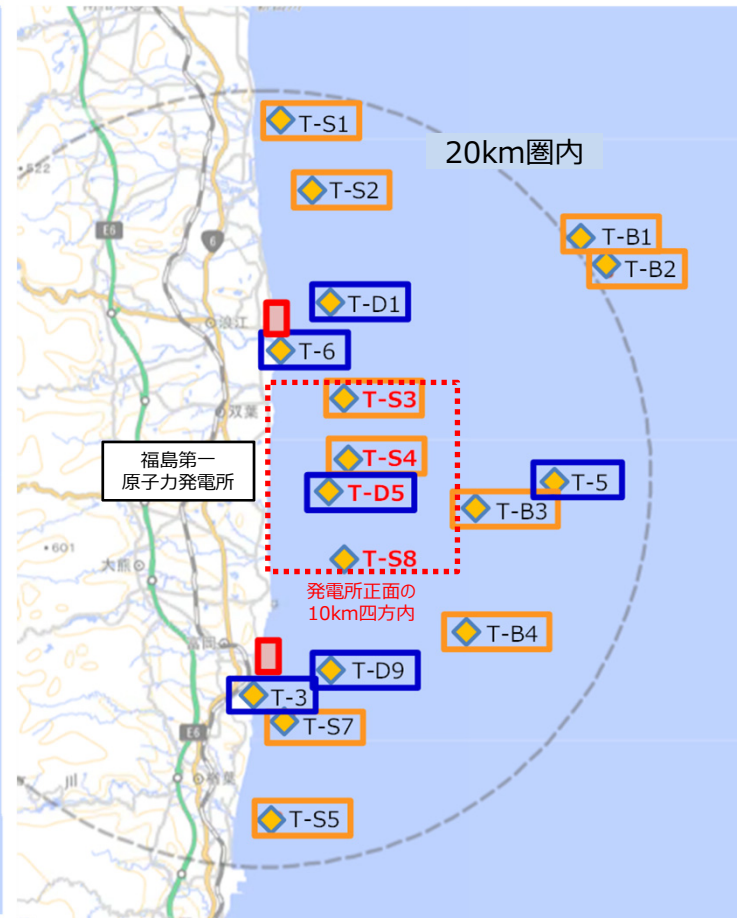 T-S1
20km圏内
522
T-S2
E6
6
T-B1
T-B2
T-D1
浪江
T-6
T-S3
双葉
T-S4
福島第一
原子力発電所
T-D5
T-5
T-B3
601
大熊
T-S8
発電所正面の
10km四方内
T-B4
富岡
T-D9
T-3
E6
T-S7
楢葉
T-S5